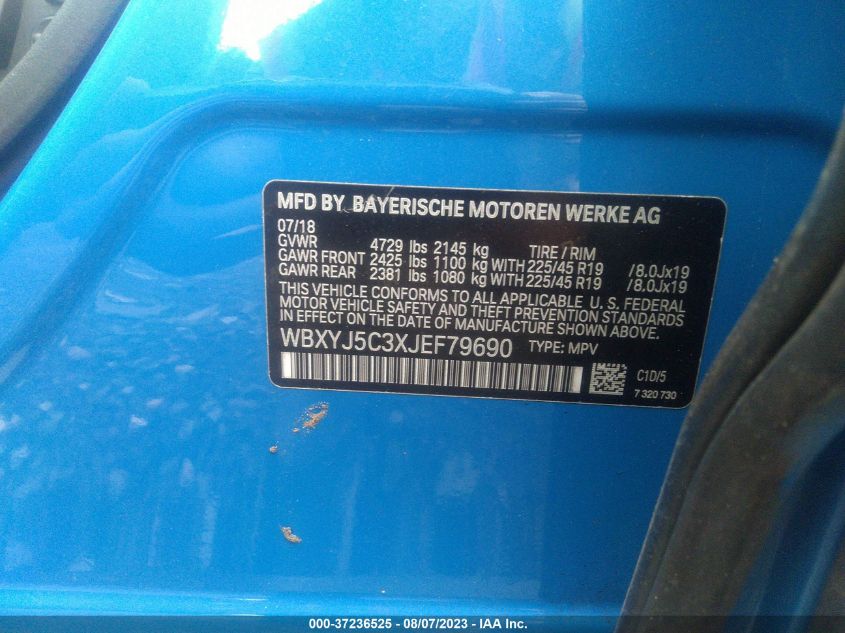 MFD BY BAYERISCHE MOTOREN WERKE AG
07/18
GVWR 4729 lbs 2145 kg TIRE / RIM
GAWR FRONT 2425 lbs 1100 kg WITH 225/45 R19 /8.0Jx19
GAWR REAR 2381 lbs 1080 kg WITH 225/45 R19 /8.0Jx19
THIS VEHICLE CONFORMS TO ALL APPLICABLE U. S. FEDERAL
MOTOR VEHICLE SAFETY AND THEFT PREVENTION STANDARDS
IN EFFECT ON THE DATE OF MANUFACTURE SHOWN ABOVE.
WBXYJ5C3XJEF79690 TYPE: MPV
C1D/5
7 320 730
000-37236525 - 08/07/2023 - IAA Inc.